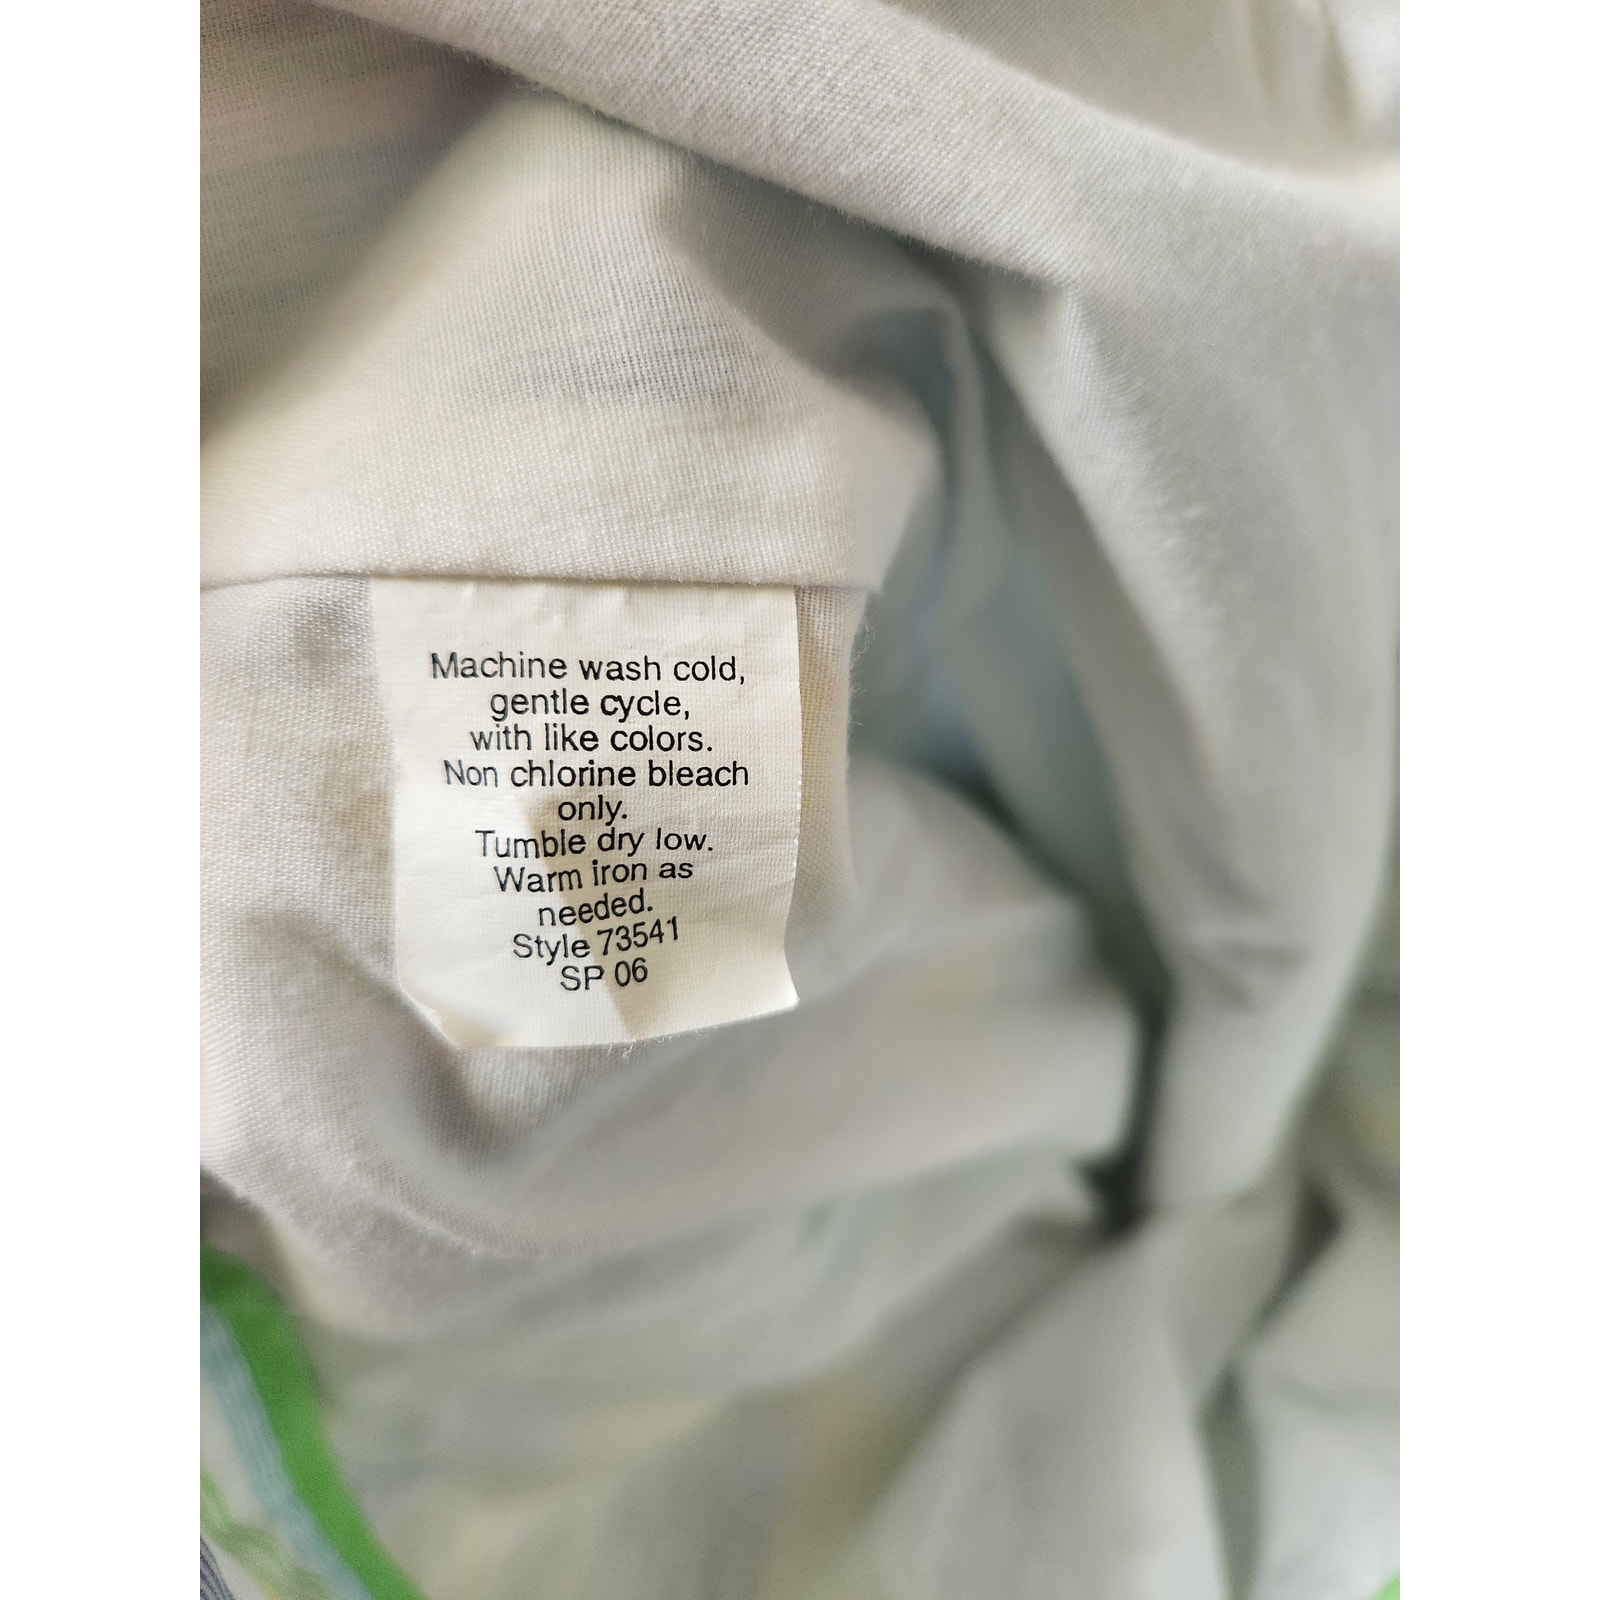 Machine wash cold,
gentle cycle,
with like colors.
Non chlorine bleach
only.
Tumble dry low.
Warm iron as
needed.
Style 73541
SP 06